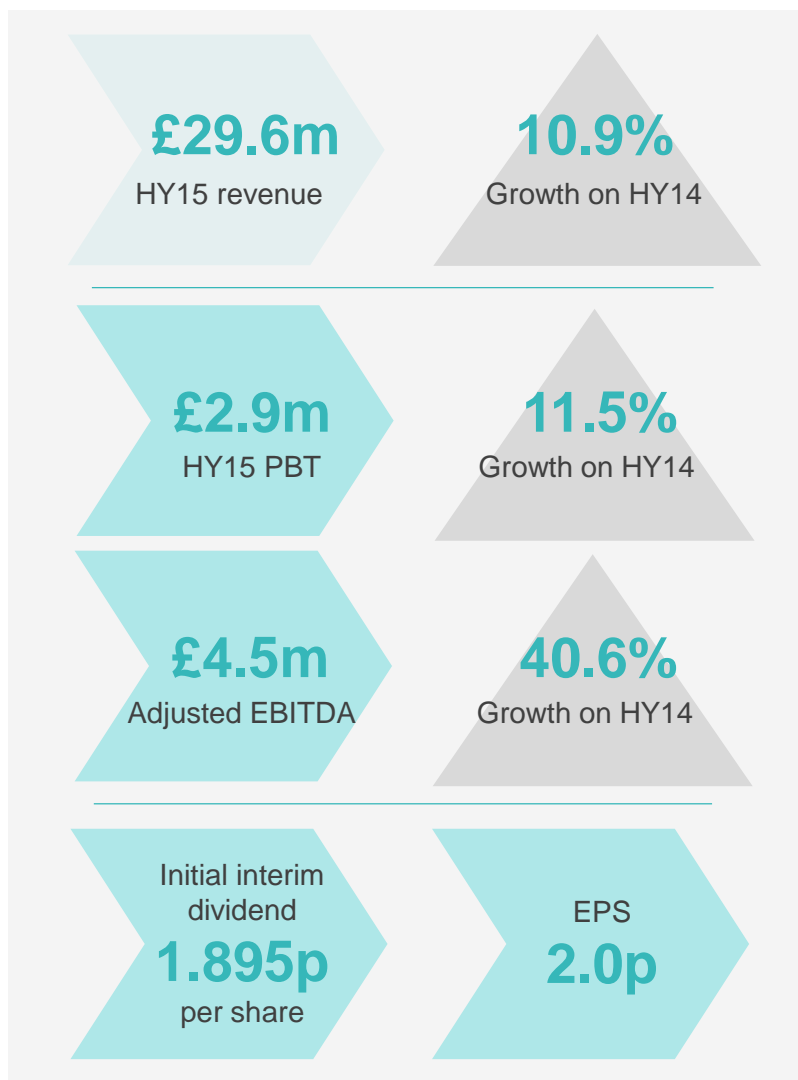 £29.6m
HY15 revenue
10.9%
Growth on HY14
£2.9m
HY15 PBT
11.5%
Growth on HY14
£4.5m
Adjusted EBITDA
40.6%
Growth on HY14
Initial interim
dividend
1.895p
per share
EPS
2.0p